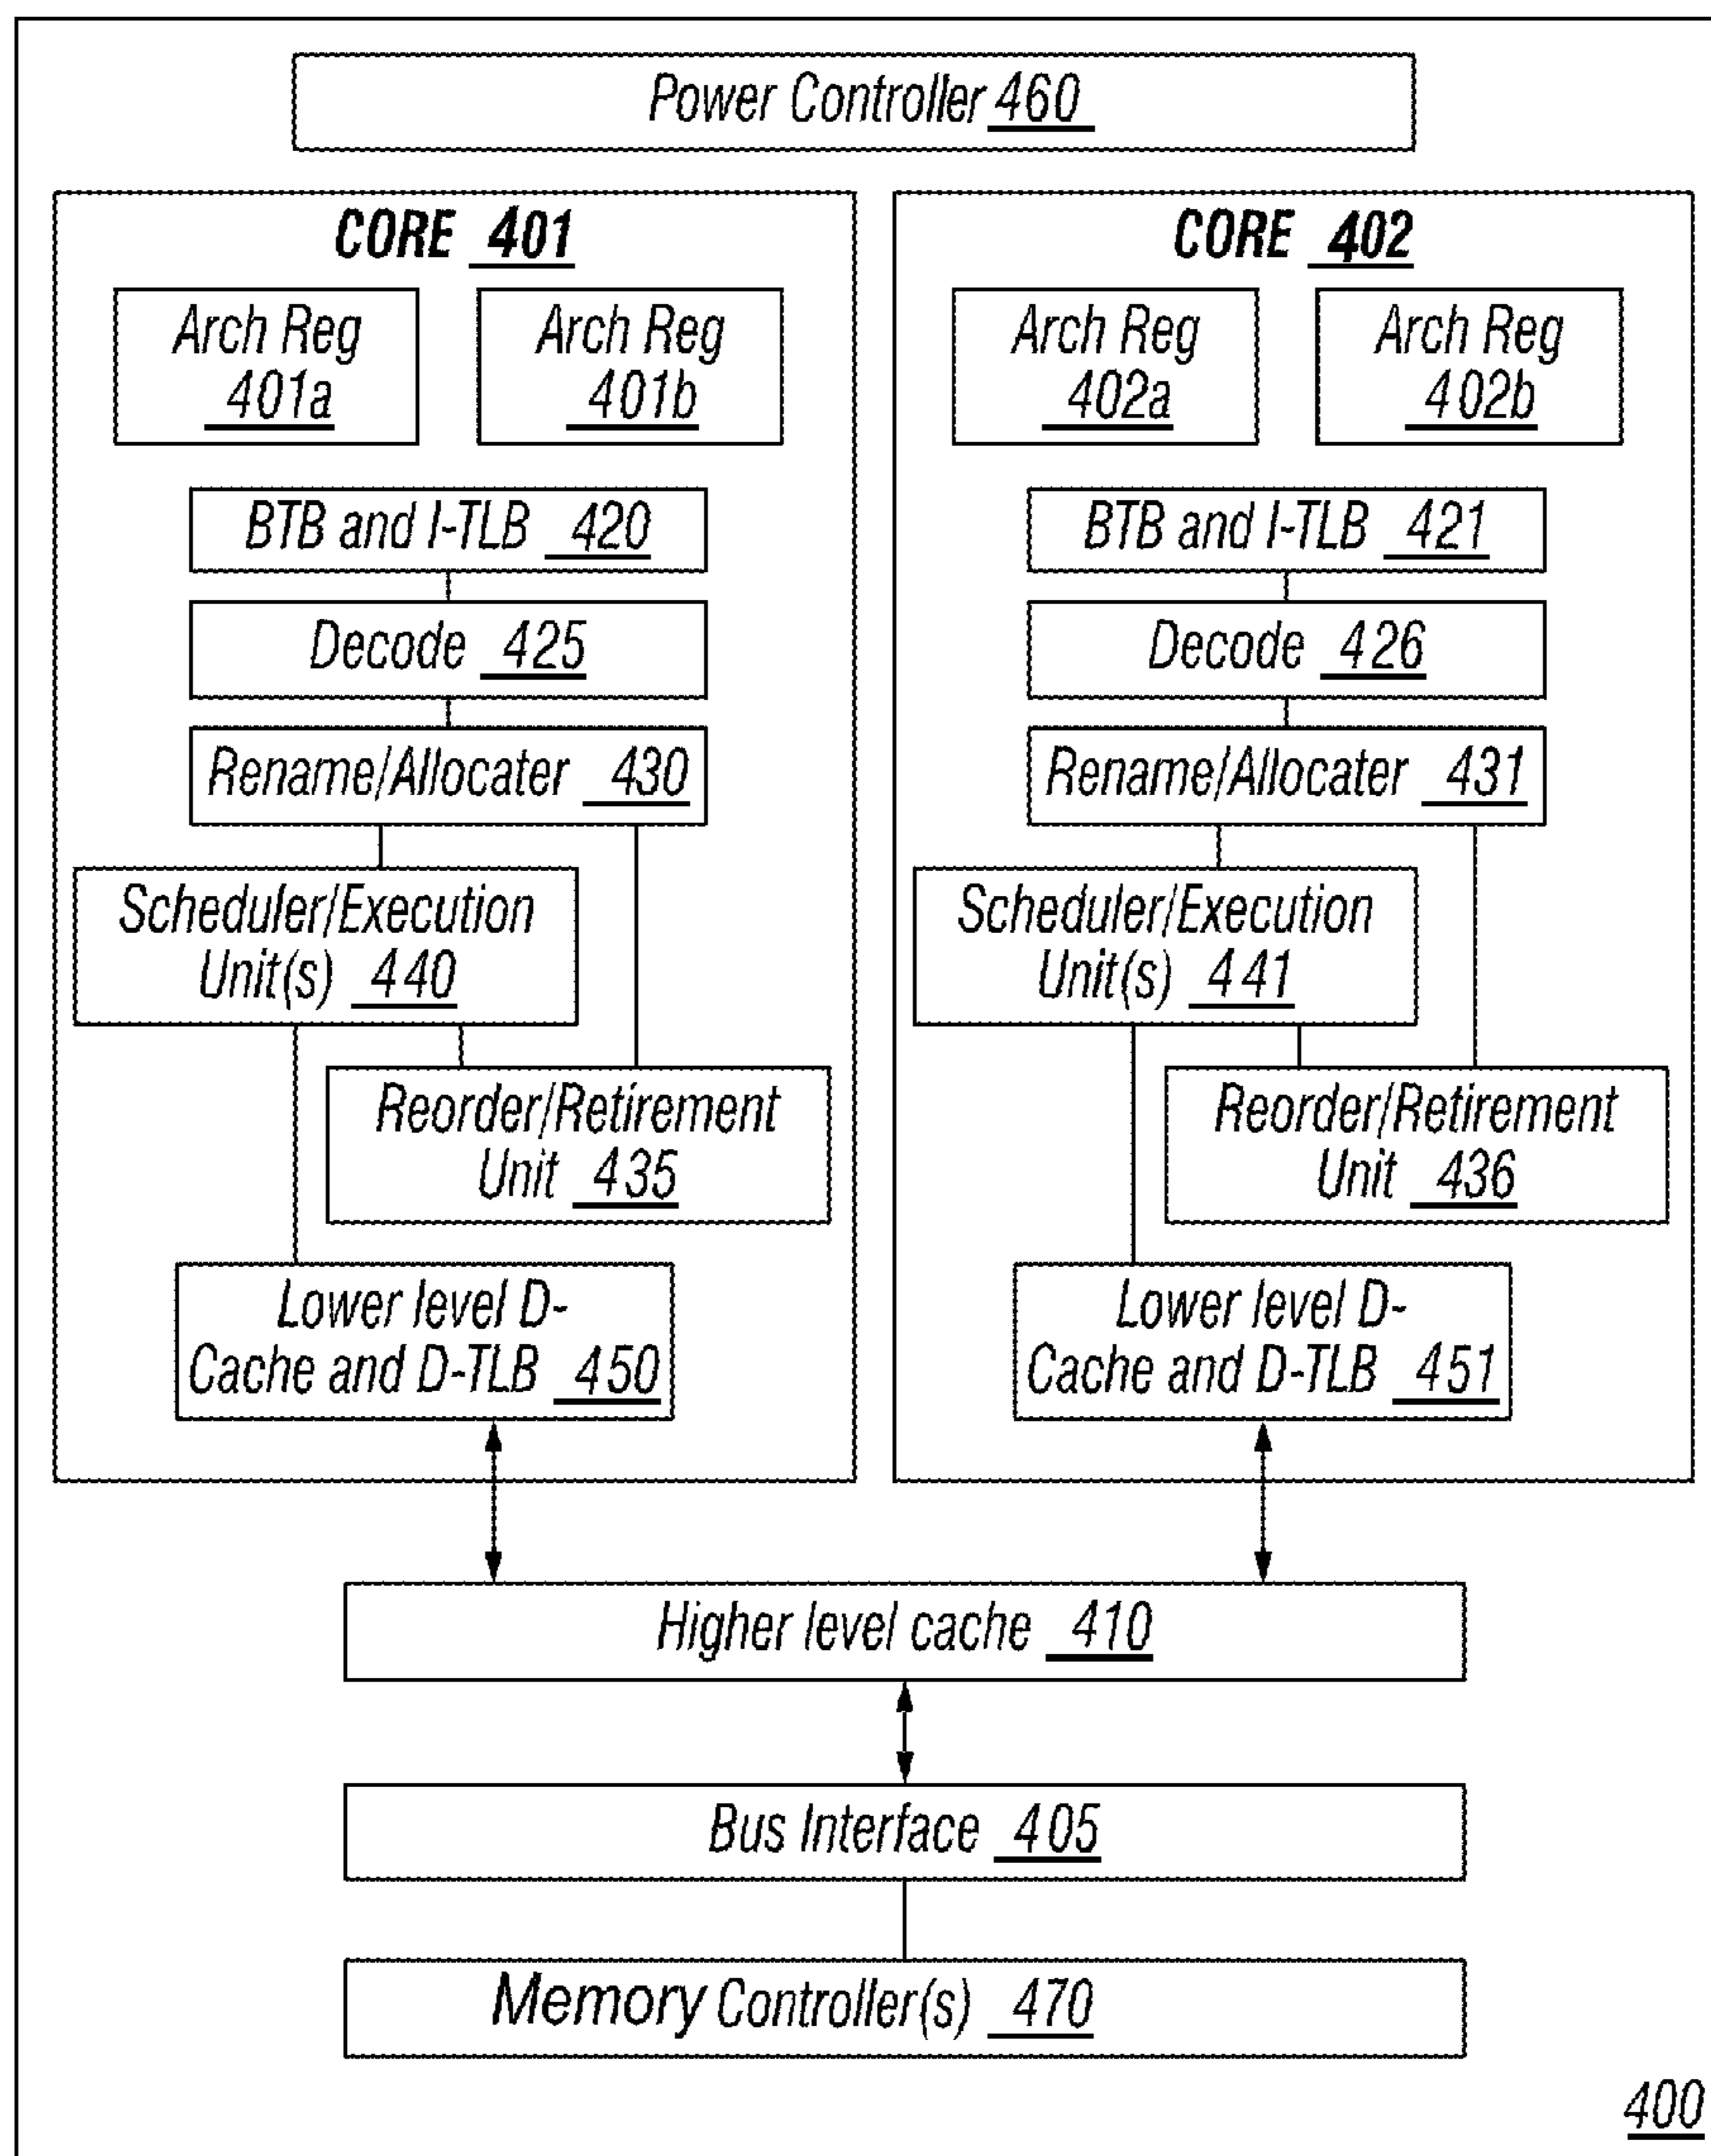 Power Controller 460
CORE 401
Arch Reg
401a
Arch Reg
401b
BTB and I-TLB 420
Decode 425
Rename/Allocater 430
Scheduler/Execution
Unit(s) 440
Reorder/Retirement
Unit 435
Lower level D-
Cache and D-TLB 450
CORE 402
Arch Reg
402a
Arch Reg
402b
BTB and I-TLB 421
Decode 426
Rename/Allocater 431
Scheduler/Execution
Unit(s) 441
Reorder/Retirement
Unit 436
Lower level D-
Cache and D-TLB 451
Higher level cache 410
Bus Interface 405
Memory Controller(s) 470
400